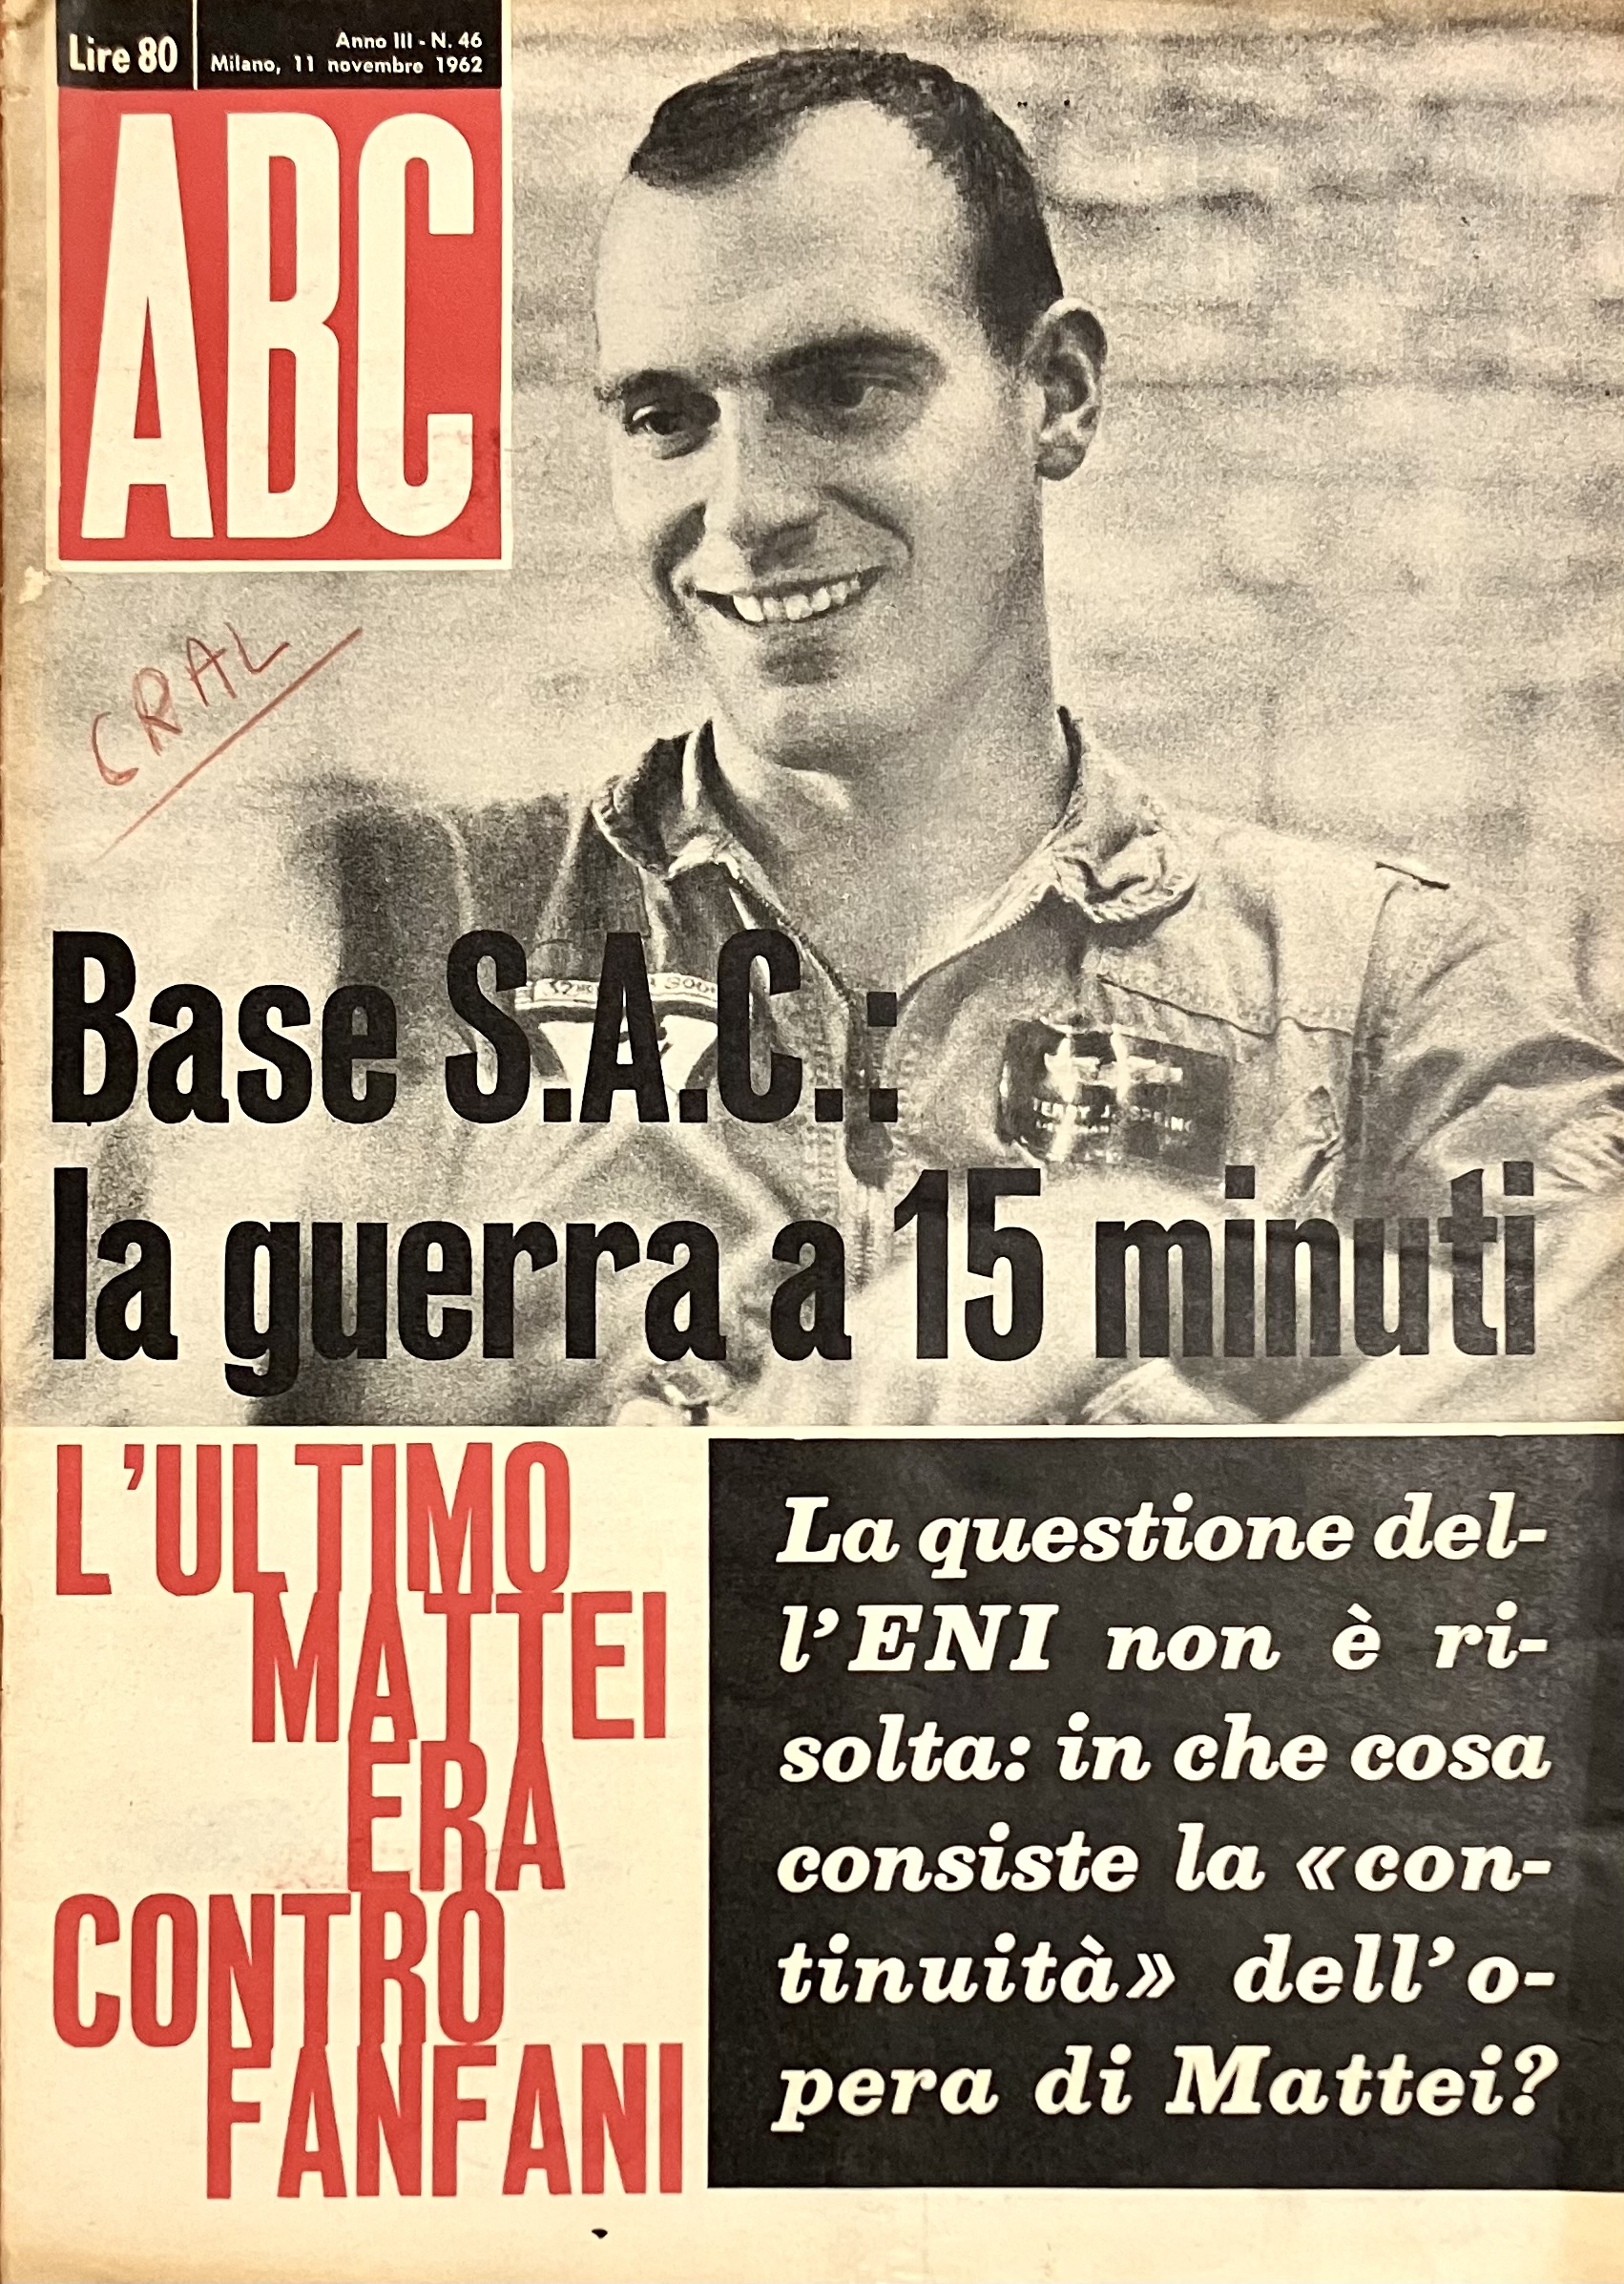 Lire 80
Anno III - N. 46
Milano, 11 novembre 1962
ABC
CRAL
Base S.A.C.:
la guerra a 15 minuti
TERRY J.
L'ULTIMO
MATTEI
ERA
CONTRO
FANFANI
La questione del-
l'ENI non è ri-
solta: in che cosa
consiste la «con-
tinuità» dell'o-
pera di Mattei?